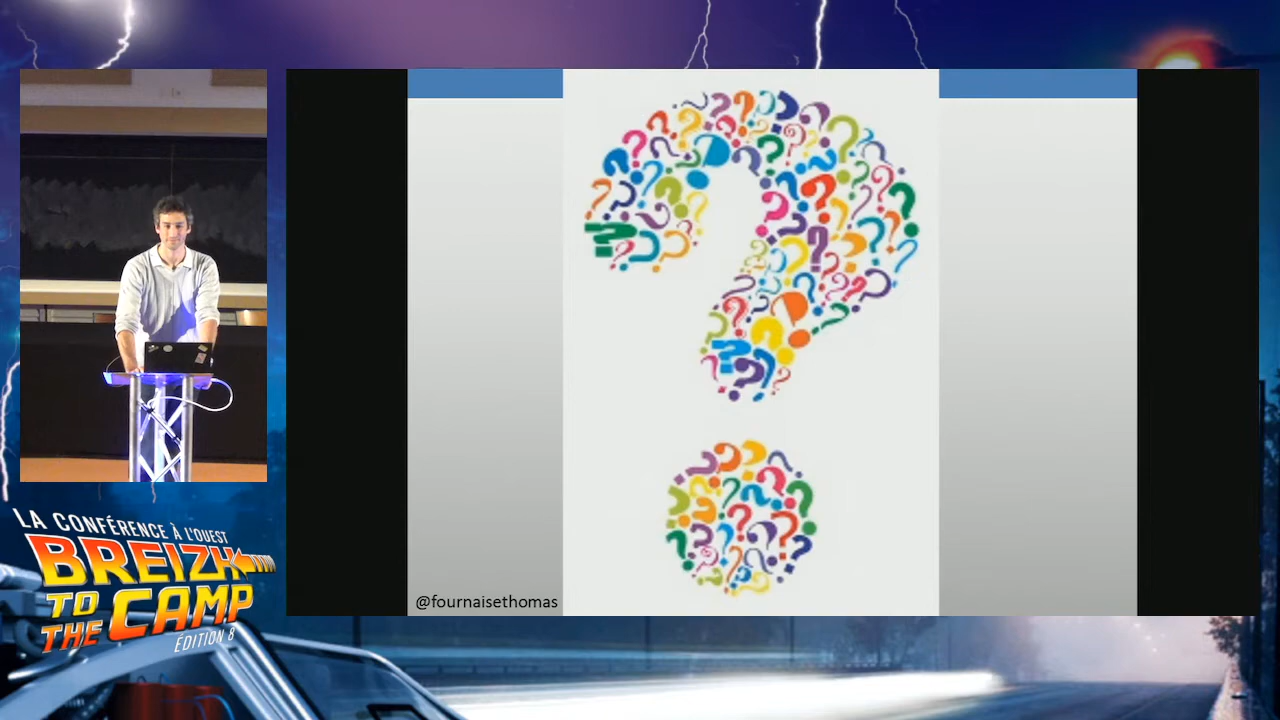 @fournaisethomas
LA CONFÉRENCE À L'OUEST
BREIZH
TO
THE
CAMP
ÉDITION 8